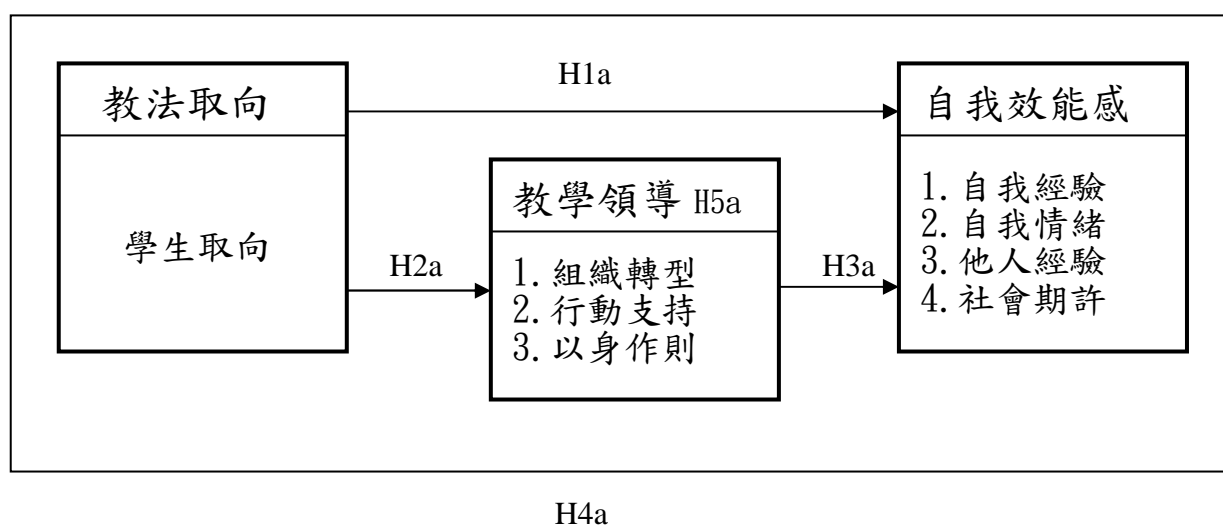 H1a
教法取向
學生取向
H2a
教學領導 H5a
1. 組織轉型
2. 行動支持
3. 以身作則
H3a
自我效能感
1. 自我經驗
2. 自我情緒
3. 他人經驗
4. 社會期許
H4a